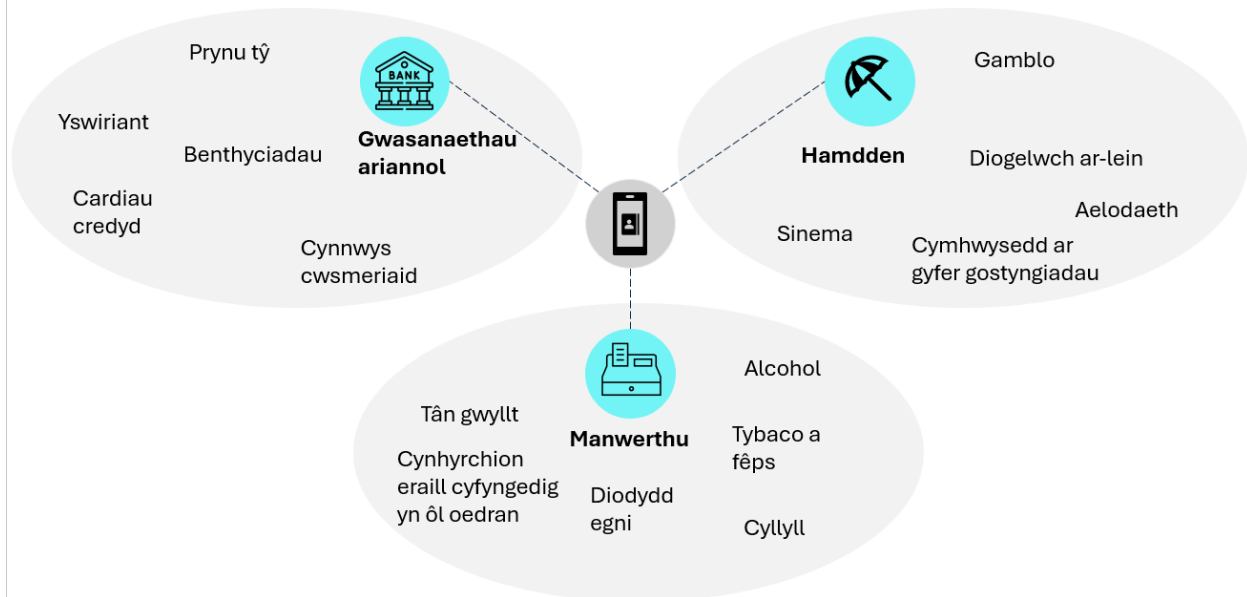 Prynu tŷ
BANK
Yswiriant
Gwasanaethau
ariannol
Benthyciadau
Cardiau
credyd
Cynnwys
cwsmeriaid
Gamblo
Hamdden
Diogelwch ar-lein
Aelodaeth
Sinema
Cymhwysedd ar
gyfer gostyngiadau
Alcohol
Tân gwyllt
Manwerthu
Tybaco a
fêps
Cynhyrchion
eraill cyfyngedig
yn ôl oedran
Diodydd
egni
Cyllyll